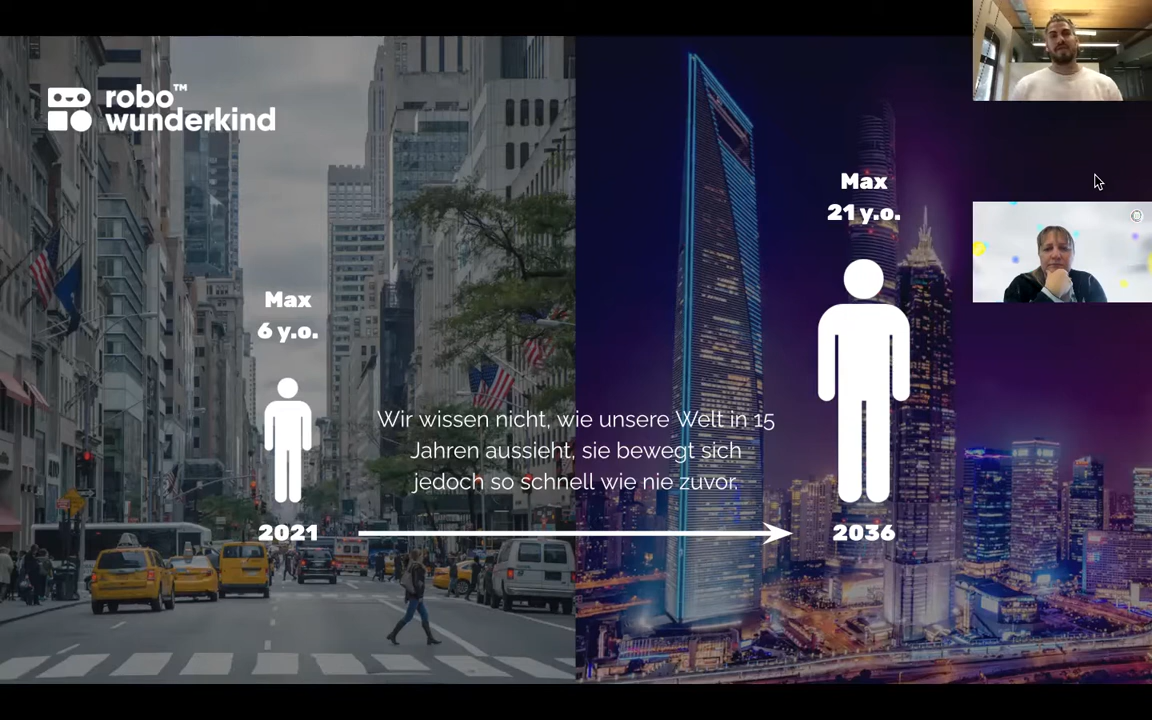 robo™
wunderkind
Max
6 y.o.
2021
Wir wissen nicht, wie unsere Welt in 15
Jahren aussieht, sie bewegt sich
jedoch so schnell wie nie zuvor.
Max
21 y.o.
2036